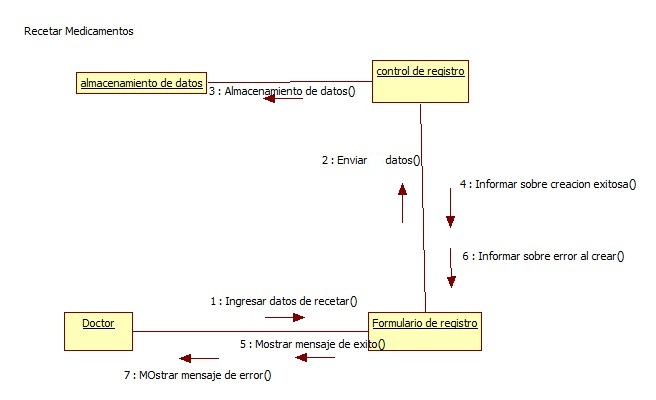 Recetar Medicamentos
control de registro
almacenamiento de datos
3 : Almacenamiento de datos()
2 : Enviar datos()
4 : Informar sobre creacion exitosa()
6 : Informar sobre error al crear()
1 : Ingresar datos de recetar()
Doctor
Formulario de registro
5 : Mostrar mensaje de exito()
7 : MOstrar mensaje de error()